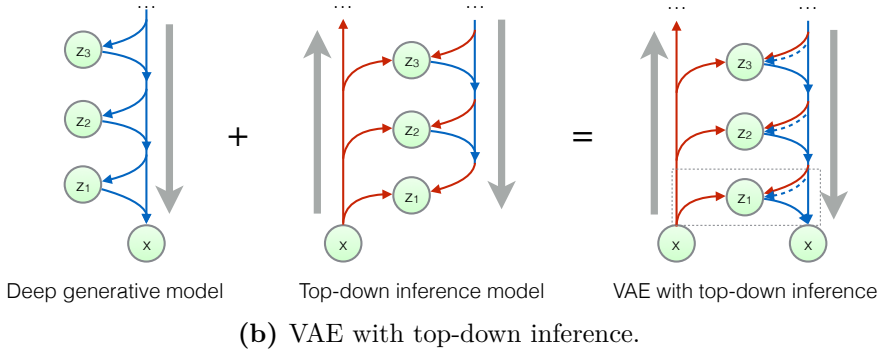 ... ... ... ... ...
z3 z3 z3
z2 + z2 = z2
z1 z1 z1
x x x x
Deep generative model Top-down inference model VAE with top-down inference
(b) VAE with top-down inference.